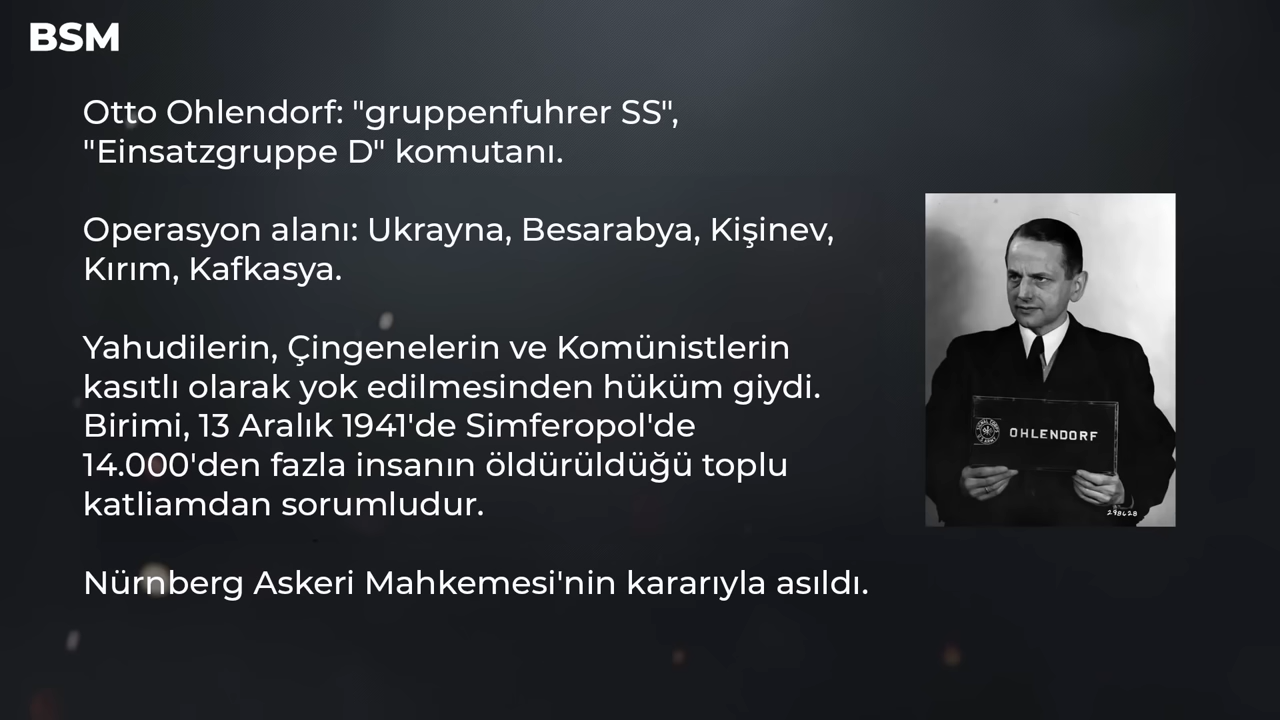 BSM
Otto Ohlendorf: "gruppenfuhrer SS",
"Einsatzgruppe D" komutanı.
Operasyon alanı: Ukrayna, Besarabya, Kişinev,
Kırım, Kafkasya.
Yahudilerin, Çingenelerin ve Komünistlerin
kasıtlı olarak yok edilmesinden hüküm giydi.
Birimi, 13 Aralık 1941'de Simferopol'de
14.000'den fazla insanın öldürüldüğü toplu
katliamdan sorumludur.
Nürnberg Askeri Mahkemesi'nin kararıyla asıldı.
OHLENDORF
298628